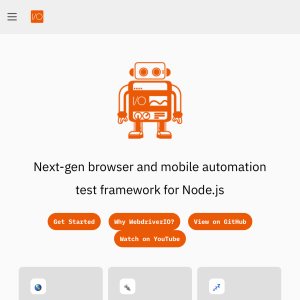 I/O
I/O
Next-gen browser and mobile automation
test framework for Node.js
Get Started
Why WebdriverIO?
View on GitHub
Watch on YouTube